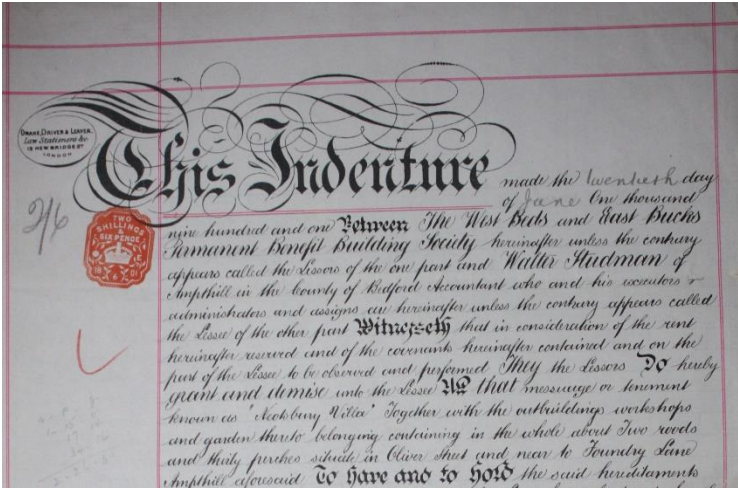 DRAKE, DRIVER & LEAVER,
Law Stationers &c
LONDON
This Indenture made the twentieth day
2/6
of June One thousand
TWO
SHILLINGS
&
SIX PENCE
nine hundred and one Between The West Beds and East Bucks
Permanent Benefit Building Society hereinafter unless the contrary
appears called the Lessors of the one part and Walter Studman of
Ampthill in the County of Bedford Accountant who and his executors
administrators and assigns are hereinafter unless the contrary appears called
the Lessee of the other part Witnesseth that in consideration of the rent
hereinafter reserved and of the covenants hereinafter contained and on the
part of the Lessee to be observed and performed They the Lessors Do hereby
grant and demise unto the Lessee All that messuage or tenement
known as " Villa" Together with the outbuildings workshops
and garden thereto belonging containing in the whole about Two roods
and thirty perches situate in Oliver Street and near to Foundry Lane
Ampthill aforesaid To have and to hold the said hereditaments